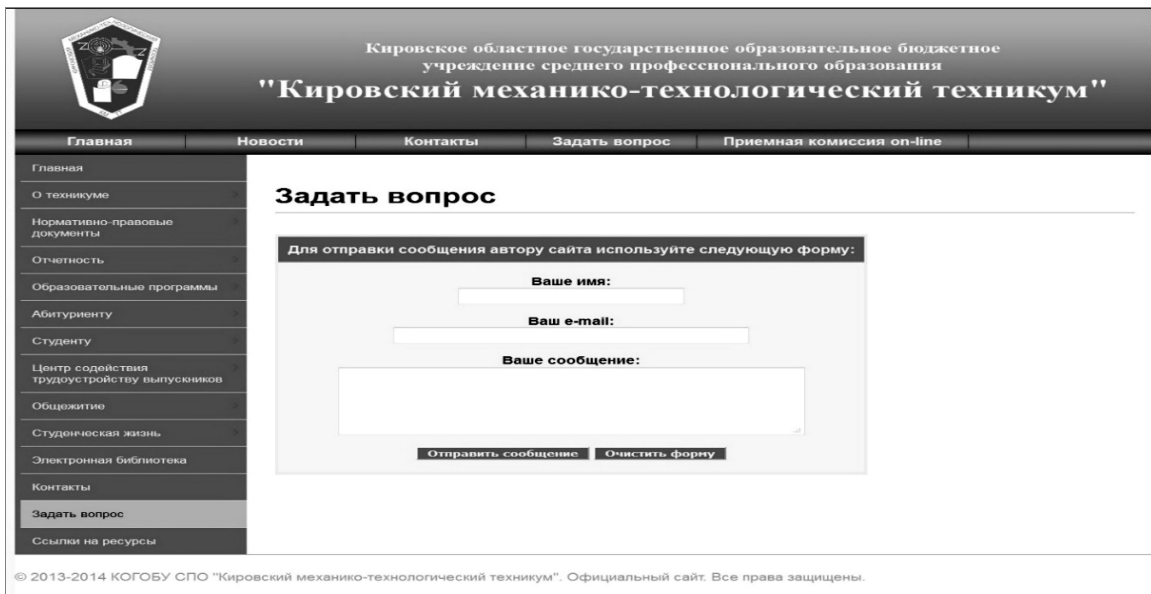 Кировское областное государственное образовательное бюджетное
учреждение среднего профессионального образования
"Кировский механико-технологический техникум"
Главная Новости Контакты Задать вопрос Приемная комиссия on-line
Главная
О техникуме
Нормативно-правовые
документы
Отчетность
Образовательные программы
Абитуриенту
Студенту
Центр содействия
трудоустройству выпускников
Общежитие
Студенческая жизнь
Электронная библиотека
Контакты
Задать вопрос
Ссылки на ресурсы
Задать вопрос
Для отправки сообщения автору сайта используйте следующую форму:
Ваше имя:
Ваш e-mail:
Ваше сообщение:
Отправить сообщение Очистить форму
© 2013-2014 КОГОБУ СПО "Кировский механико-технологический техникум". Официальный сайт. Все права защищены.